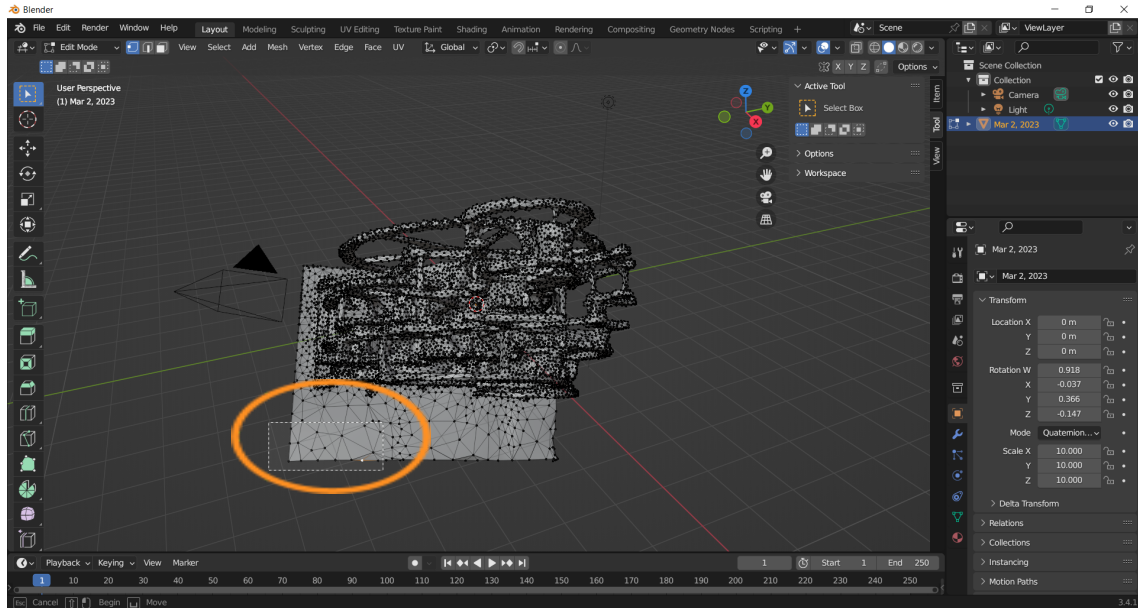 Blender
File Edit Render Window Help Layout Modeling Sculpting UV Editing Texture Paint Shading Animation Rendering Compositing Geometry Nodes Scripting + Scene ViewLayer
Edit Mode View Select Add Mesh Vertex Edge Face UV Global
X Y Z Options
User Perspective
(1) Mar 2, 2023
Z
Y
X
Active Tool
Select Box
Options
Workspace
Item
Tool
View
Scene Collection
Collection
Camera
Light
Mar 2, 2023
Mar 2, 2023
Mar 2, 2023
Transform
Location X 0 m
Y 0 m
Z 0 m
Rotation W 0.918
X -0.037
Y 0.366
Z -0.147
Mode Quaternion...
Scale X 10.000
Y 10.000
Z 10.000
Delta Transform
Relations
Collections
Instancing
Motion Paths
Playback Keying View Marker 1 Start 1 End 250
1 10 20 30 40 50 60 70 80 90 100 110 120 130 140 150 160 170 180 190 200 210 220 230 240 250
Esc Cancel Begin Move 3.4.1